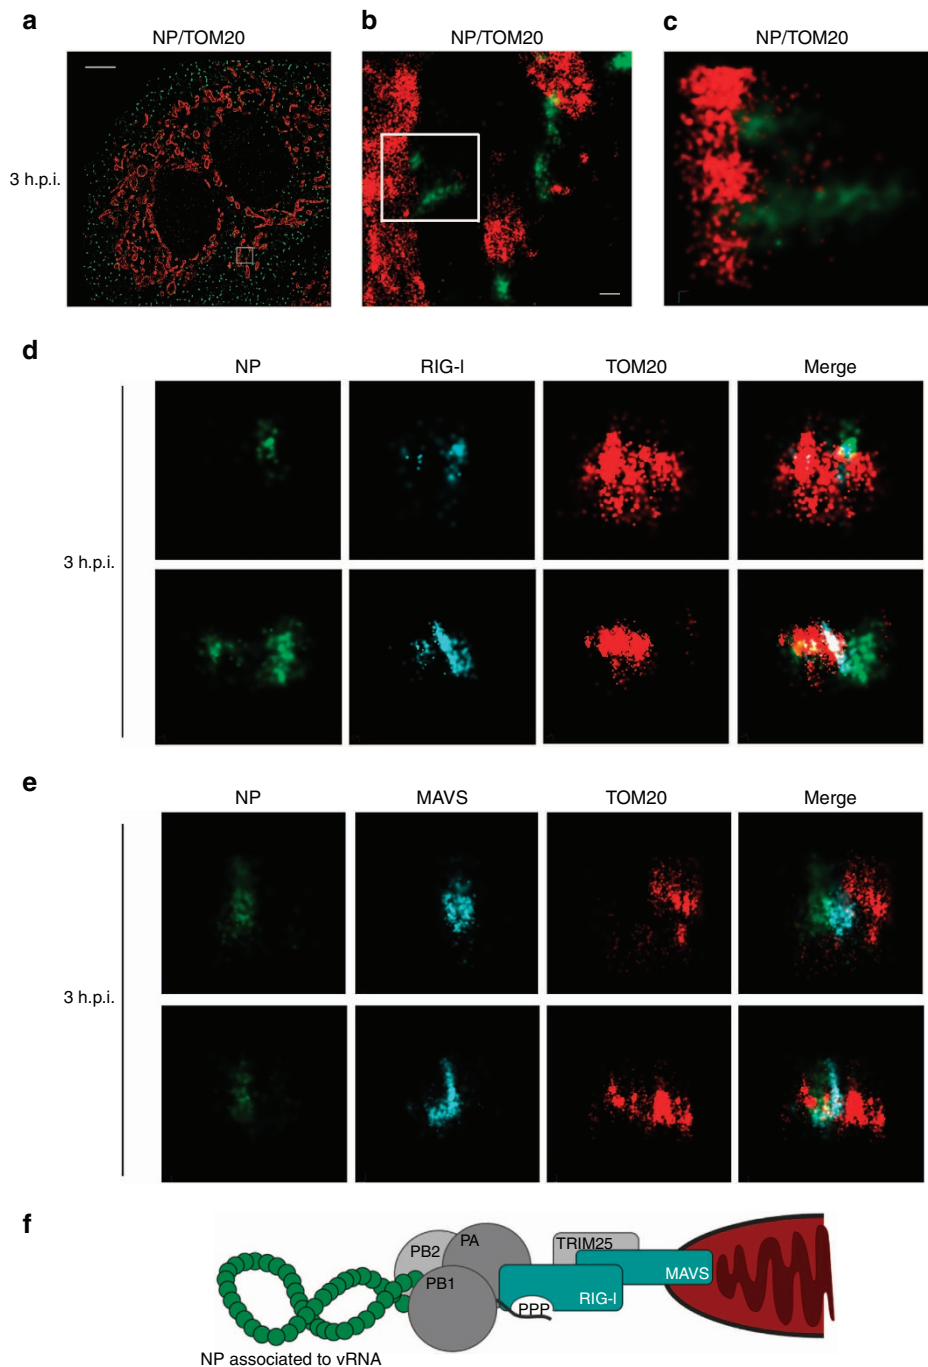 a
b
c
NP/TOM20
NP/TOM20
NP/TOM20
3 h.p.i.
d
NP
RIG-I
TOM20
Merge
3 h.p.i.
e
NP
MAVS
TOM20
Merge
3 h.p.i.
f
PB2
PA
PB1
TRIM25
MAVS
RIG-I
PPP
NP associated to vRNA